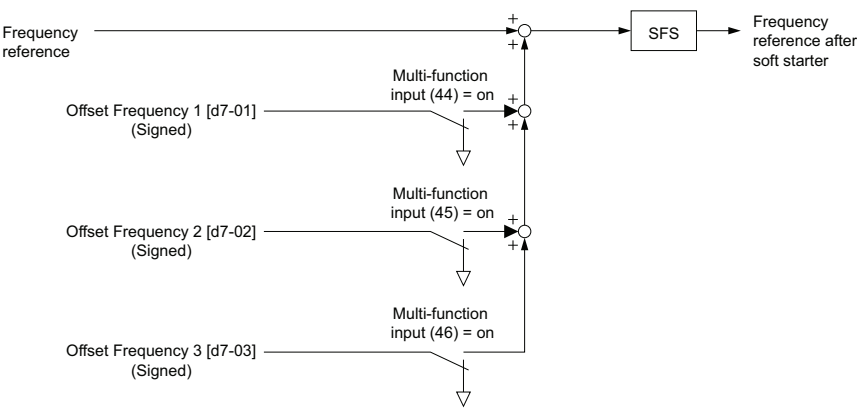 Frequency
reference
+
+
SFS
Frequency
reference after
soft starter
Multi-function
input (44) = on
Offset Frequency 1 [d7-01]
(Signed)
+
+
Multi-function
input (45) = on
Offset Frequency 2 [d7-02]
(Signed)
+
+
Multi-function
input (46) = on
Offset Frequency 3 [d7-03]
(Signed)